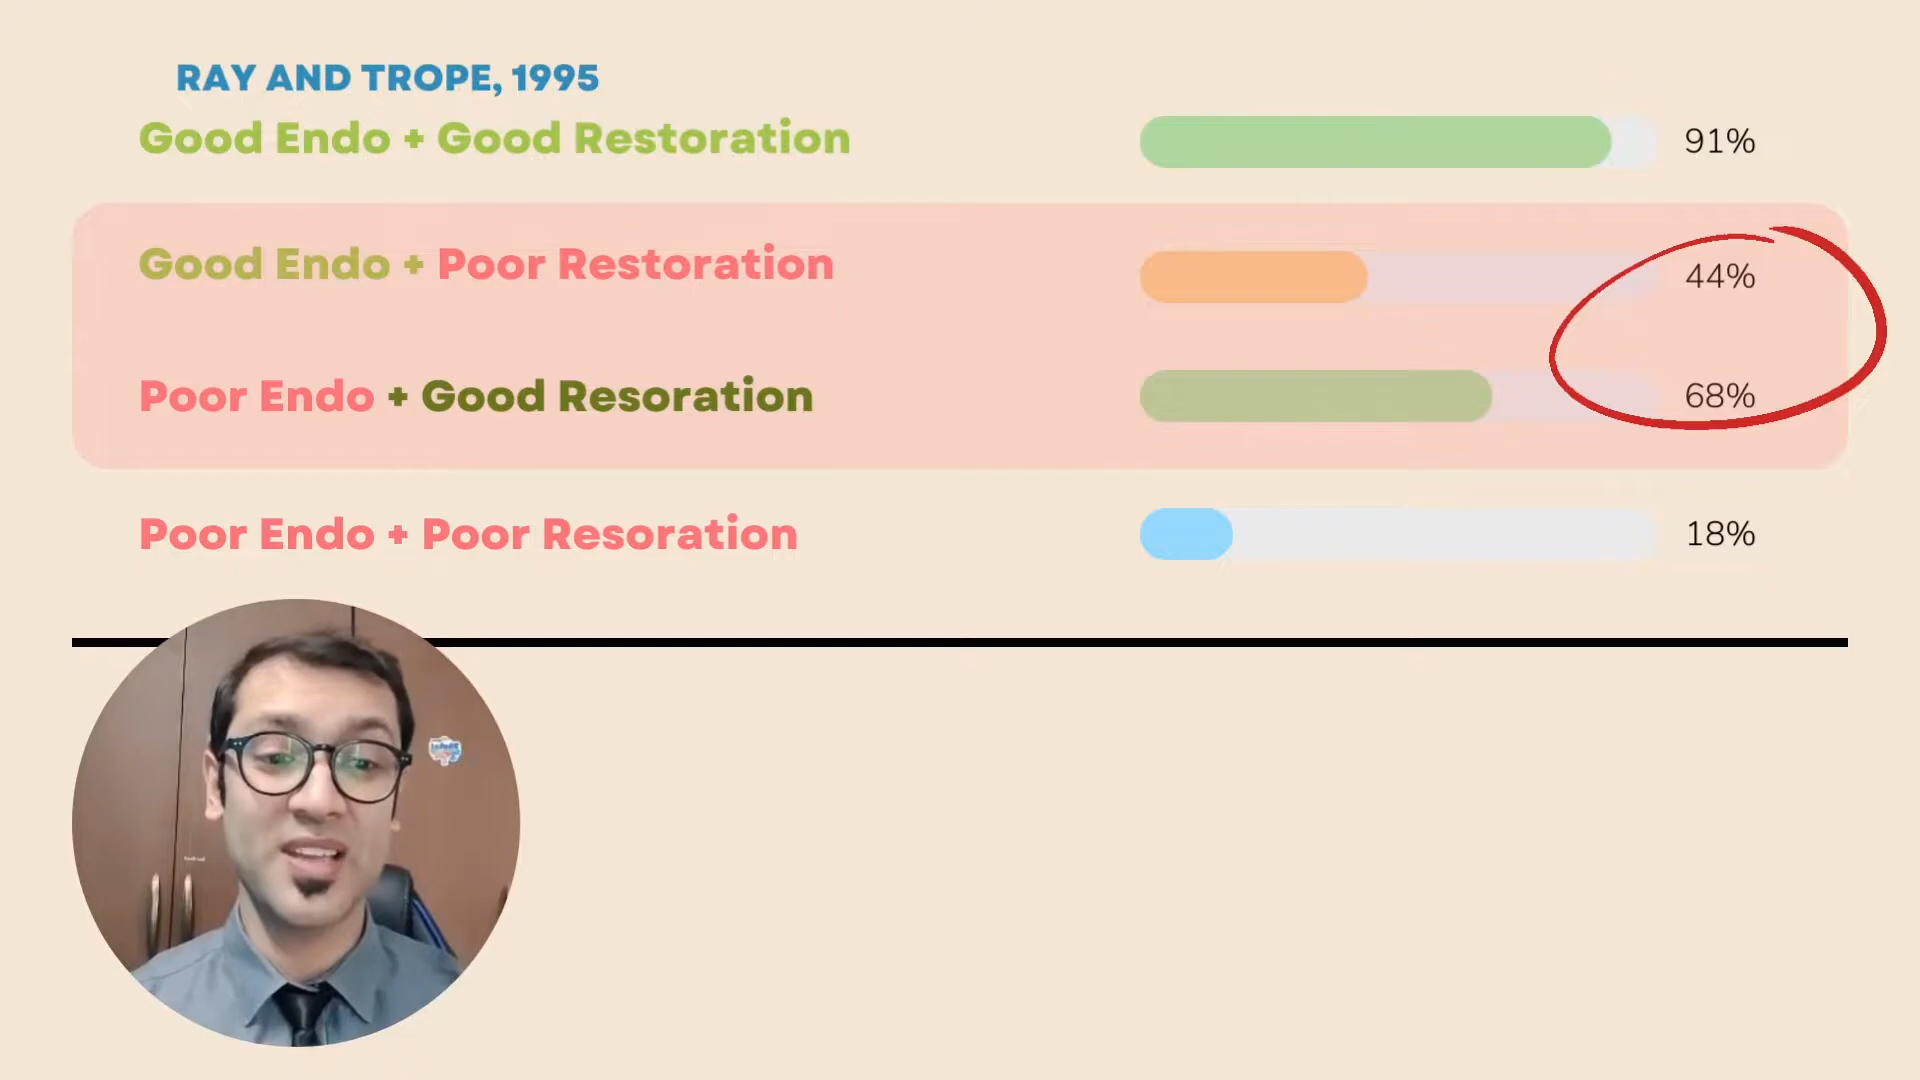 RAY AND TROPE, 1995
Good Endo + Good Restoration
91%
Good Endo + Poor Restoration
44%
Poor Endo + Good Resoration
68%
Poor Endo + Poor Resoration
18%